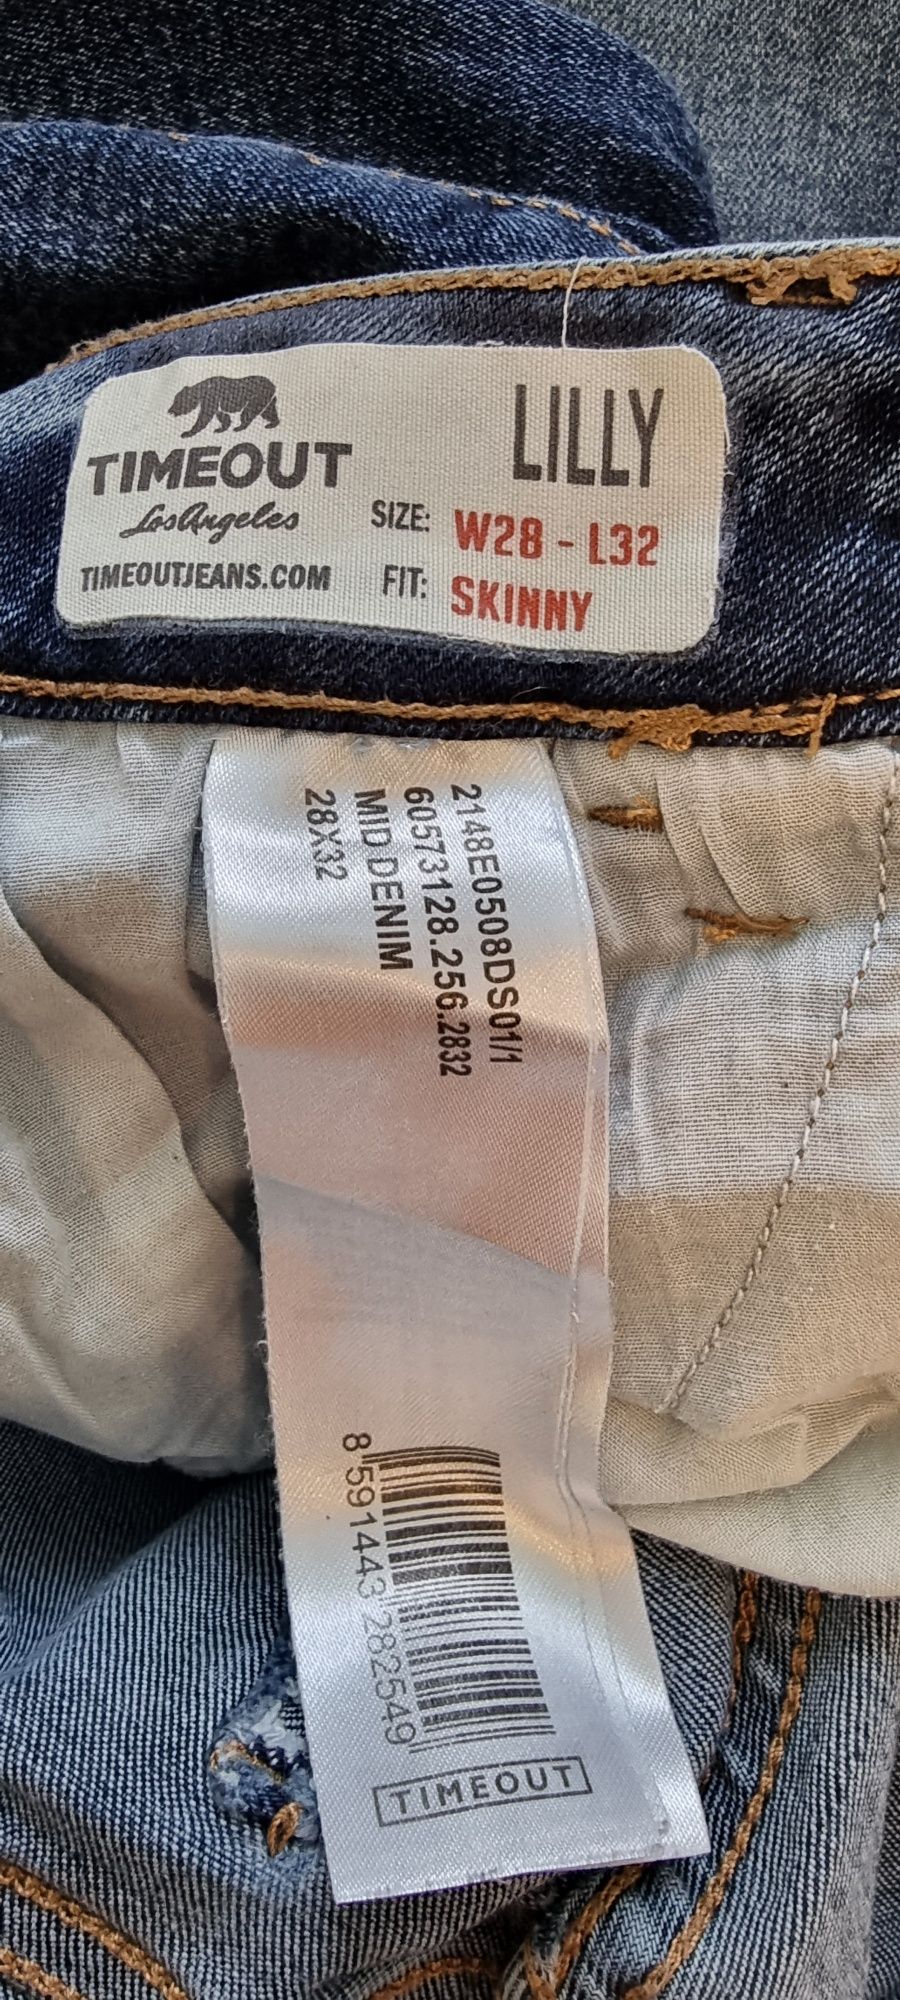 TIMEOUT
Los Angeles
TIMEOUTJEANS.COM
LILLY
SIZE: W28 - L32
FIT: SKINNY
2148E0508DS01/1
60573128.256.2832
MID DENIM
28X32
8 591443 282549
TIMEOUT